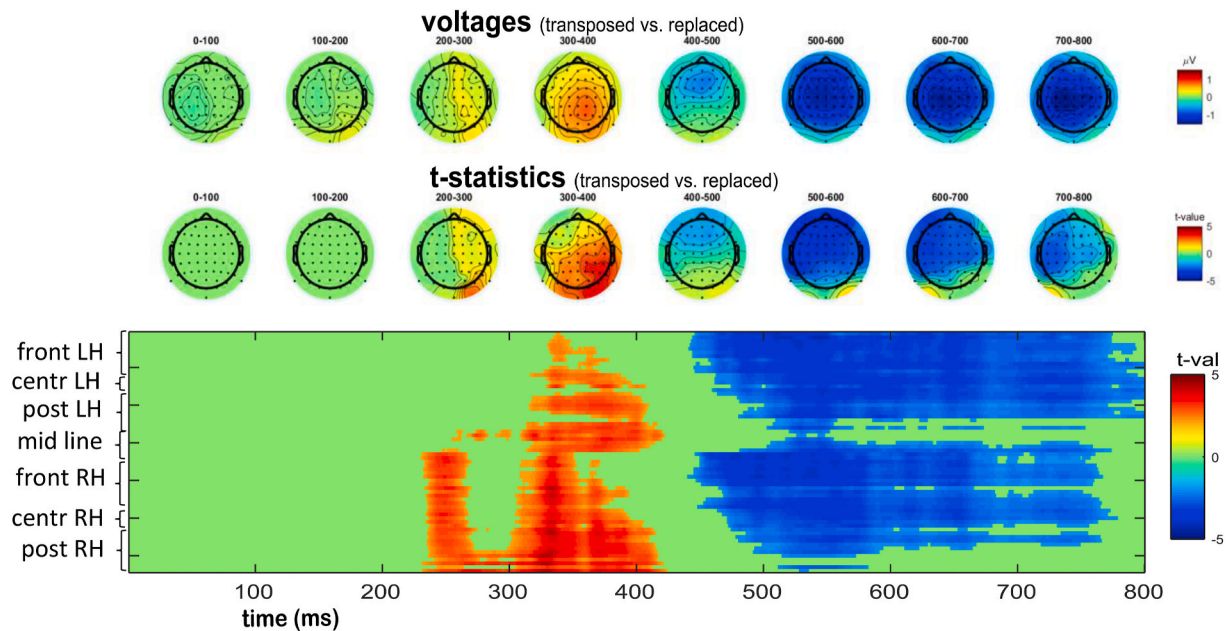 voltages (transposed vs. replaced)
0-100 100-200 200-300 300-400 400-500 500-600 600-700 700-800
μV
1
0
-1
t-statistics (transposed vs. replaced)
0-100 100-200 200-300 300-400 400-500 500-600 600-700 700-800
t-value
5
0
-5
front LH
centr LH
post LH
mid line
front RH
centr RH
post RH
t-val
5
0
-5
100 200 300 400 500 600 700 800
time (ms)